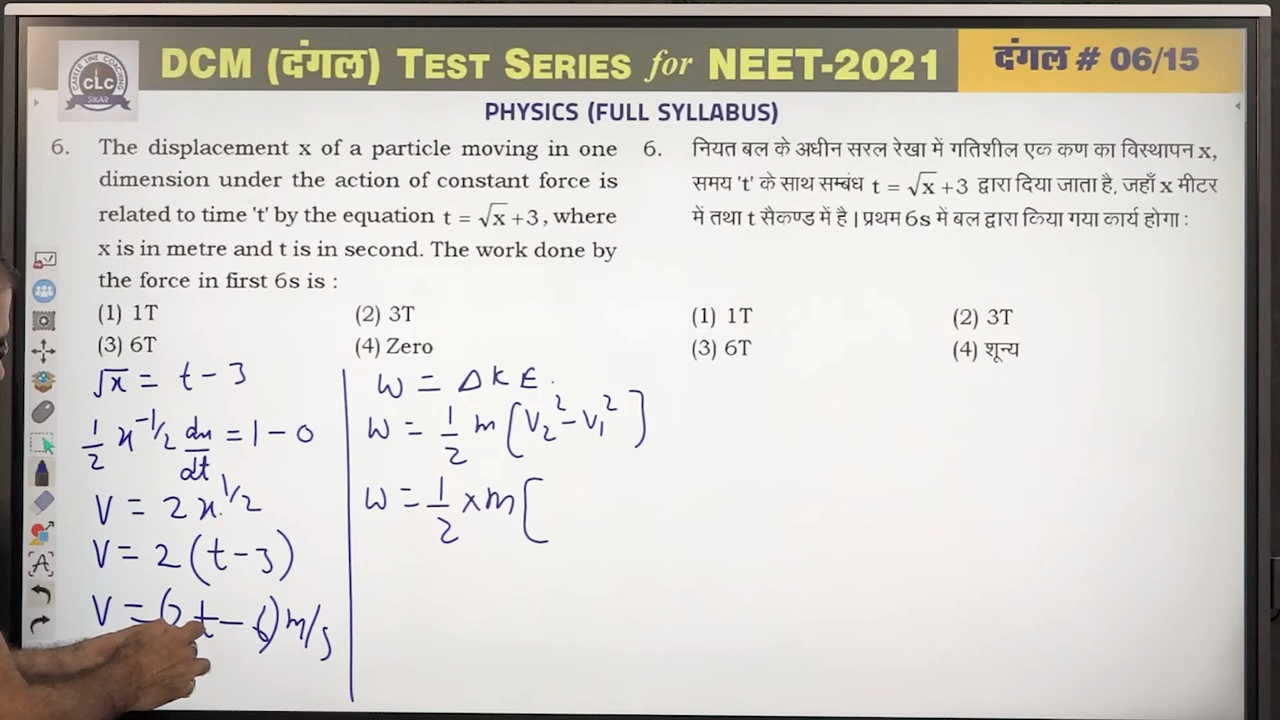 DCM (दंगल) TEST SERIES for NEET-2021
दंगल # 06/15
CAREER LINE COACHING
CLC
SIKAR
PHYSICS (FULL SYLLABUS)
6. The displacement x of a particle moving in one
dimension under the action of constant force is
related to time 't' by the equation t = √x +3, where
x is in metre and t is in second. The work done by
the force in first 6s is :
(1) 1T (2) 3T
(3) 6T (4) Zero
6. नियत बल के अधीन सरल रेखा में गतिशील एक कण का विस्थापन x,
समय 't' के साथ सम्बंध t = √x +3 द्वारा दिया जाता है, जहाँ x मीटर
में तथा t सैकण्ड में है। प्रथम 6s में बल द्वारा किया गया कार्य होगा :
(1) 1T (2) 3T
(3) 6T (4) शून्य
√x = t - 3
1/2 x^-1/2 dx/dt = 1 - 0
V = 2 x^1/2
V = 2 (t - 3)
V = (2t - 6) m/s
W = Δ K E.
W = 1/2 m [V₂² - V₁²]
W = 1/2 × m [